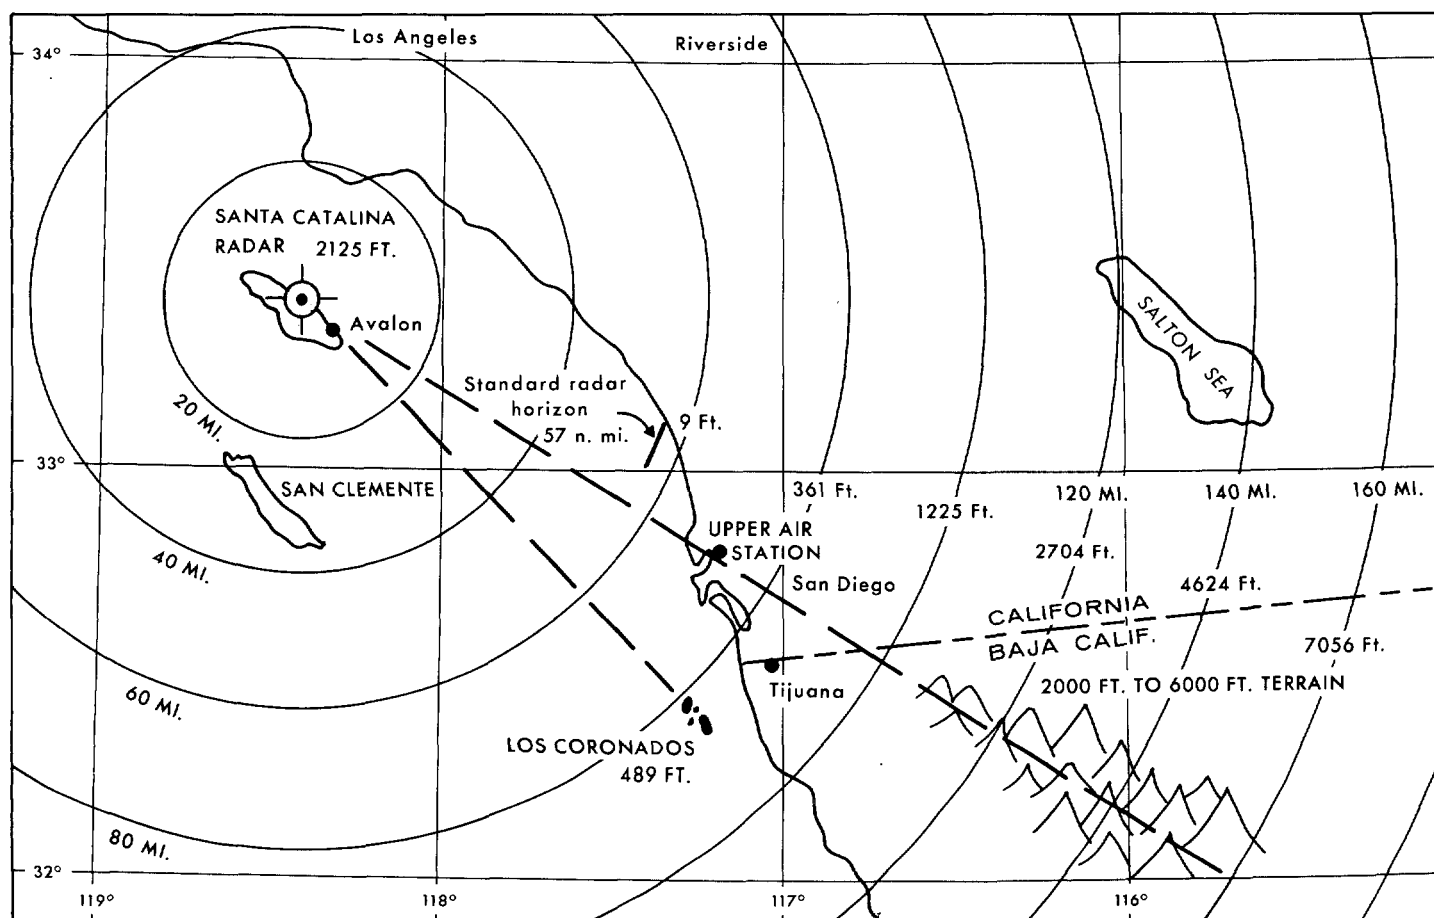 Los Angeles
Riverside
34°
SANTA CATALINA
RADAR 2125 FT.
Avalon
SALTON SEA
Standard radar
horizon
57 n. mi.
9 Ft.
20 MI.
33°
SAN CLEMENTE
361 Ft.
1225 Ft.
120 MI.
140 MI.
160 MI.
40 MI.
UPPER AIR
STATION
2704 Ft.
San Diego
4624 Ft.
CALIFORNIA
BAJA CALIF.
7056 Ft.
Tijuana
2000 FT. TO 6000 FT. TERRAIN
60 MI.
LOS CORONADOS
489 FT.
80 MI.
32°
119°
118°
117°
116°